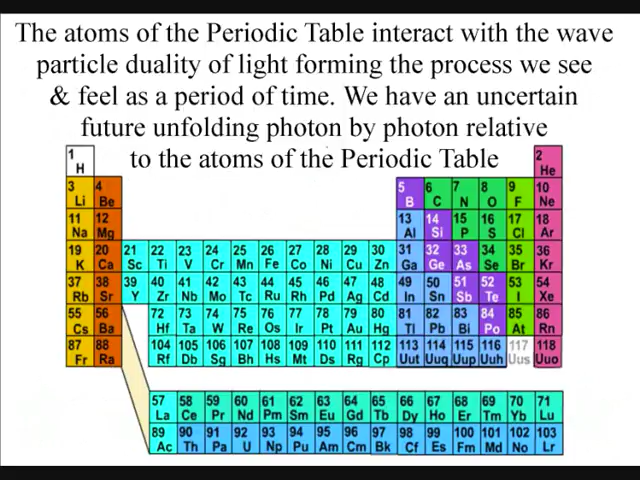 The atoms of the Periodic Table interact with the wave
particle duality of light forming the process we see
& feel as a period of time. We have an uncertain
future unfolding photon by photon relative
to the atoms of the Periodic Table
1 2
H He
3 4 5 6 7 8 9 10
Li Be B C N O F Ne
11 12 13 14 15 16 17 18
Na Mg Al Si P S Cl Ar
19 20 21 22 23 24 25 26 27 28 29 30 31 32 33 34 35 36
K Ca Sc Ti V Cr Mn Fe Co Ni Cu Zn Ga Ge As Se Br Kr
37 38 39 40 41 42 43 44 45 46 47 48 49 50 51 52 53 54
Rb Sr Y Zr Nb Mo Tc Ru Rh Pd Ag Cd In Sn Sb Te I Xe
55 56 72 73 74 75 76 77 78 79 80 81 82 83 84 85 86
Cs Ba Hf Ta W Re Os Ir Pt Au Hg Tl Pb Bi Po At Rn
87 88 104 105 106 107 108 109 110 111 112 113 114 115 116 117 118
Fr Ra Rf Db Sg Bh Hs Mt Ds Rg Cp Uut Uuq Uup Uuh Uus Uuo
57 58 59 60 61 62 63 64 65 66 67 68 69 70 71
La Ce Pr Nd Pm Sm Eu Gd Tb Dy Ho Er Tm Yb Lu
89 90 91 92 93 94 95 96 97 98 99 100 101 102 103
Ac Th Pa U Np Pu Am Cm Bk Cf Es Fm Md No Lr